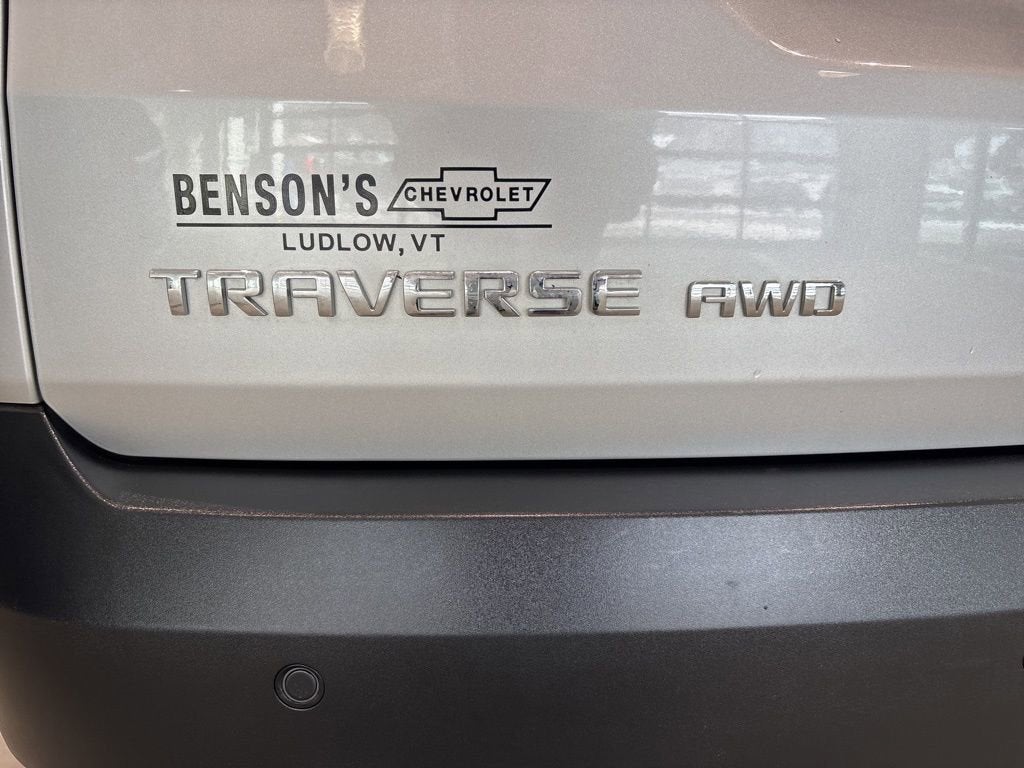 BENSON'S CHEVROLET
LUDLOW, VT
TRAVERSE AWD